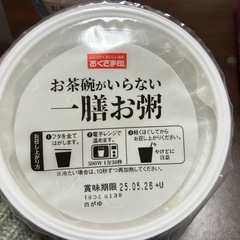 おくさま印
お茶碗がいらない
一膳お粥
お召し上がり方
①フタを全て
はがします。
②電子レンジで
温めます。
500W 1分30秒
③軽くほぐしてから
お召し上がりください。
やけどに
注意
※冷たい場合は、10秒ずつ再加熱してください。
賞味期限 25.05.26+U
白がゆ